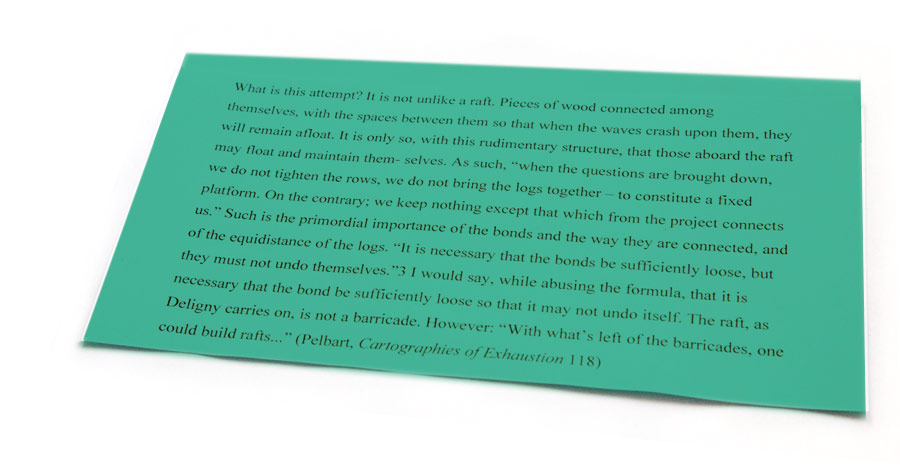 What is this attempt? It is not unlike a raft. Pieces of wood connected among
themselves, with the spaces between them so that when the waves crash upon them, they
will remain afloat. It is only so, with this rudimentary structure, that those aboard the raft
may float and maintain them- selves. As such, “when the questions are brought down,
we do not tighten the rows, we do not bring the logs together – to constitute a fixed
platform. On the contrary; we keep nothing except that which from the project connects
us.” Such is the primordial importance of the bonds and the way they are connected, and
of the equidistance of the logs. “It is necessary that the bonds be sufficiently loose, but
they must not undo themselves.”3 I would say, while abusing the formula, that it is
necessary that the bond be sufficiently loose so that it may not undo itself. The raft, as
Deligny carries on, is not a barricade. However: “With what’s left of the barricades, one
could build rafts...” (Pelbart, Cartographies of Exhaustion 118)